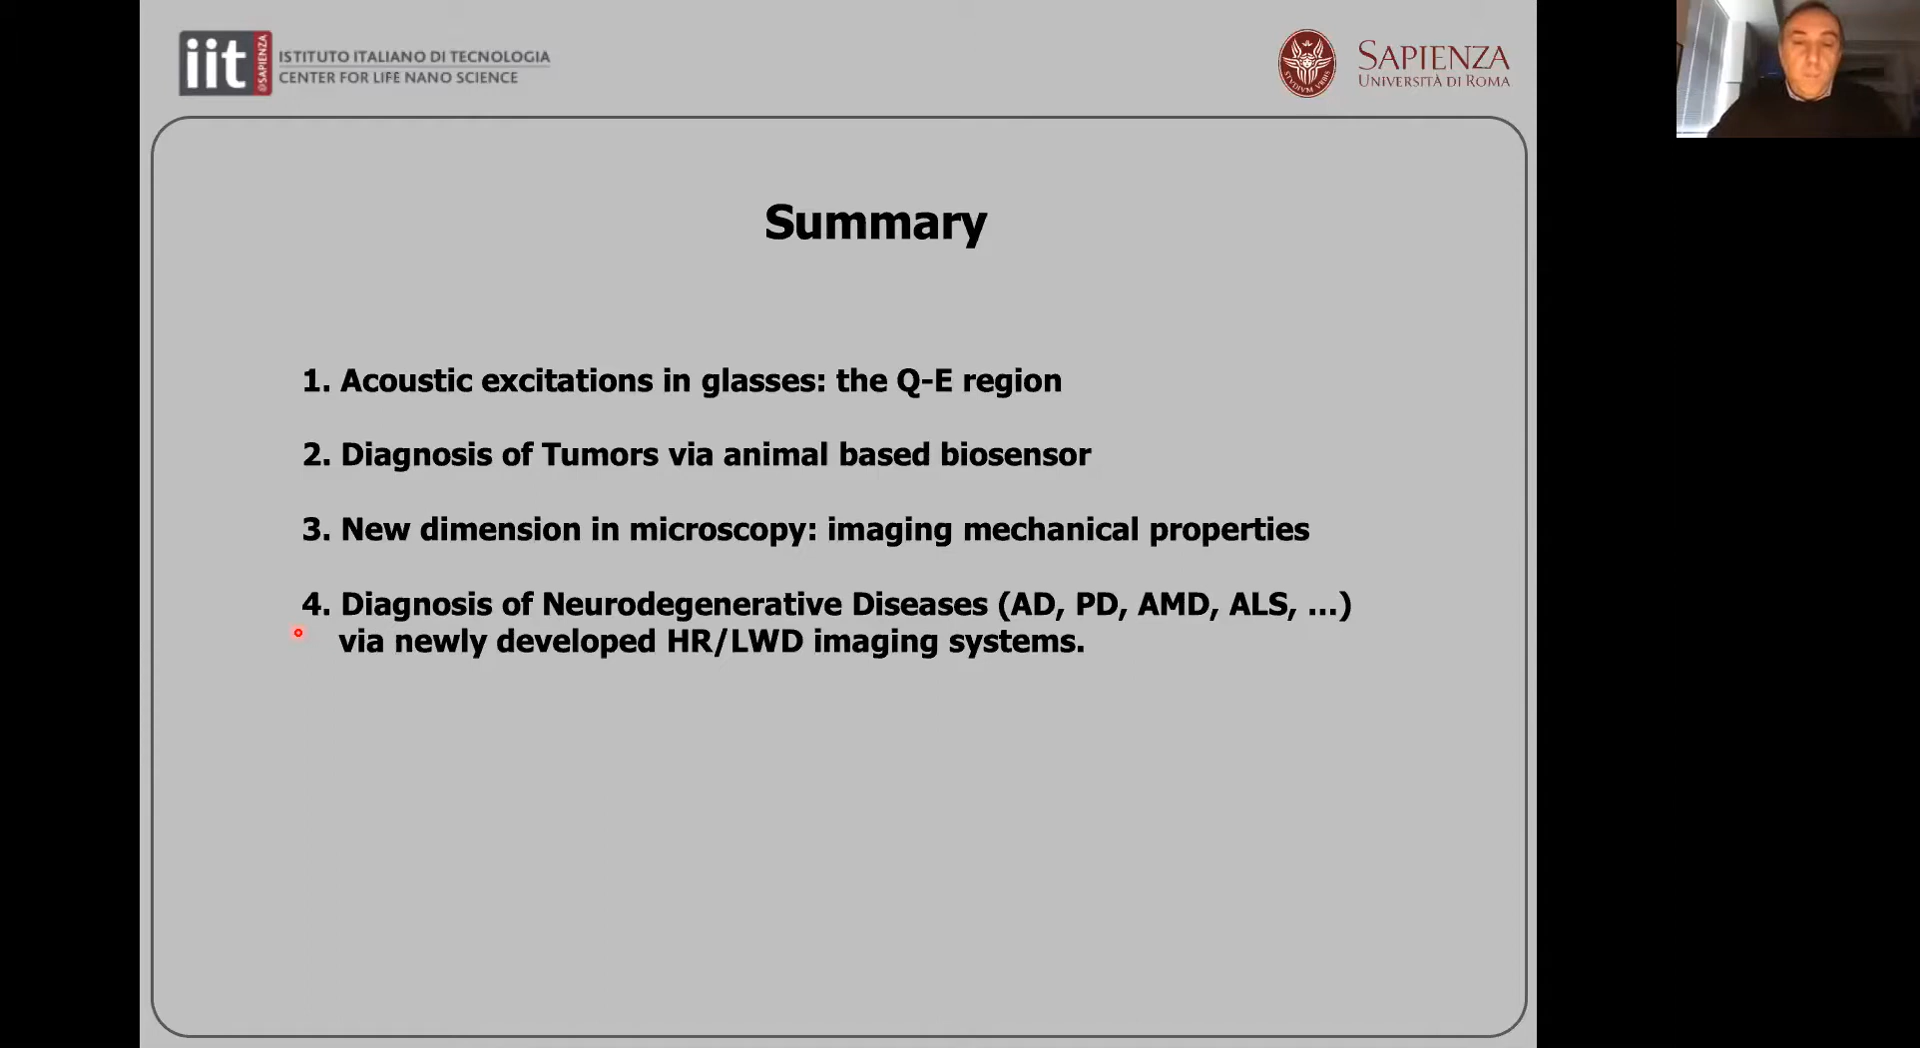 iit
@SAPIENZA
ISTITUTO ITALIANO DI TECNOLOGIA
CENTER FOR LIFE NANO SCIENCE
STUDIUM URBIS
SAPIENZA
UNIVERSITÀ DI ROMA
Summary
1. Acoustic excitations in glasses: the Q-E region
2. Diagnosis of Tumors via animal based biosensor
3. New dimension in microscopy: imaging mechanical properties
4. Diagnosis of Neurodegenerative Diseases (AD, PD, AMD, ALS, ...)
via newly developed HR/LWD imaging systems.